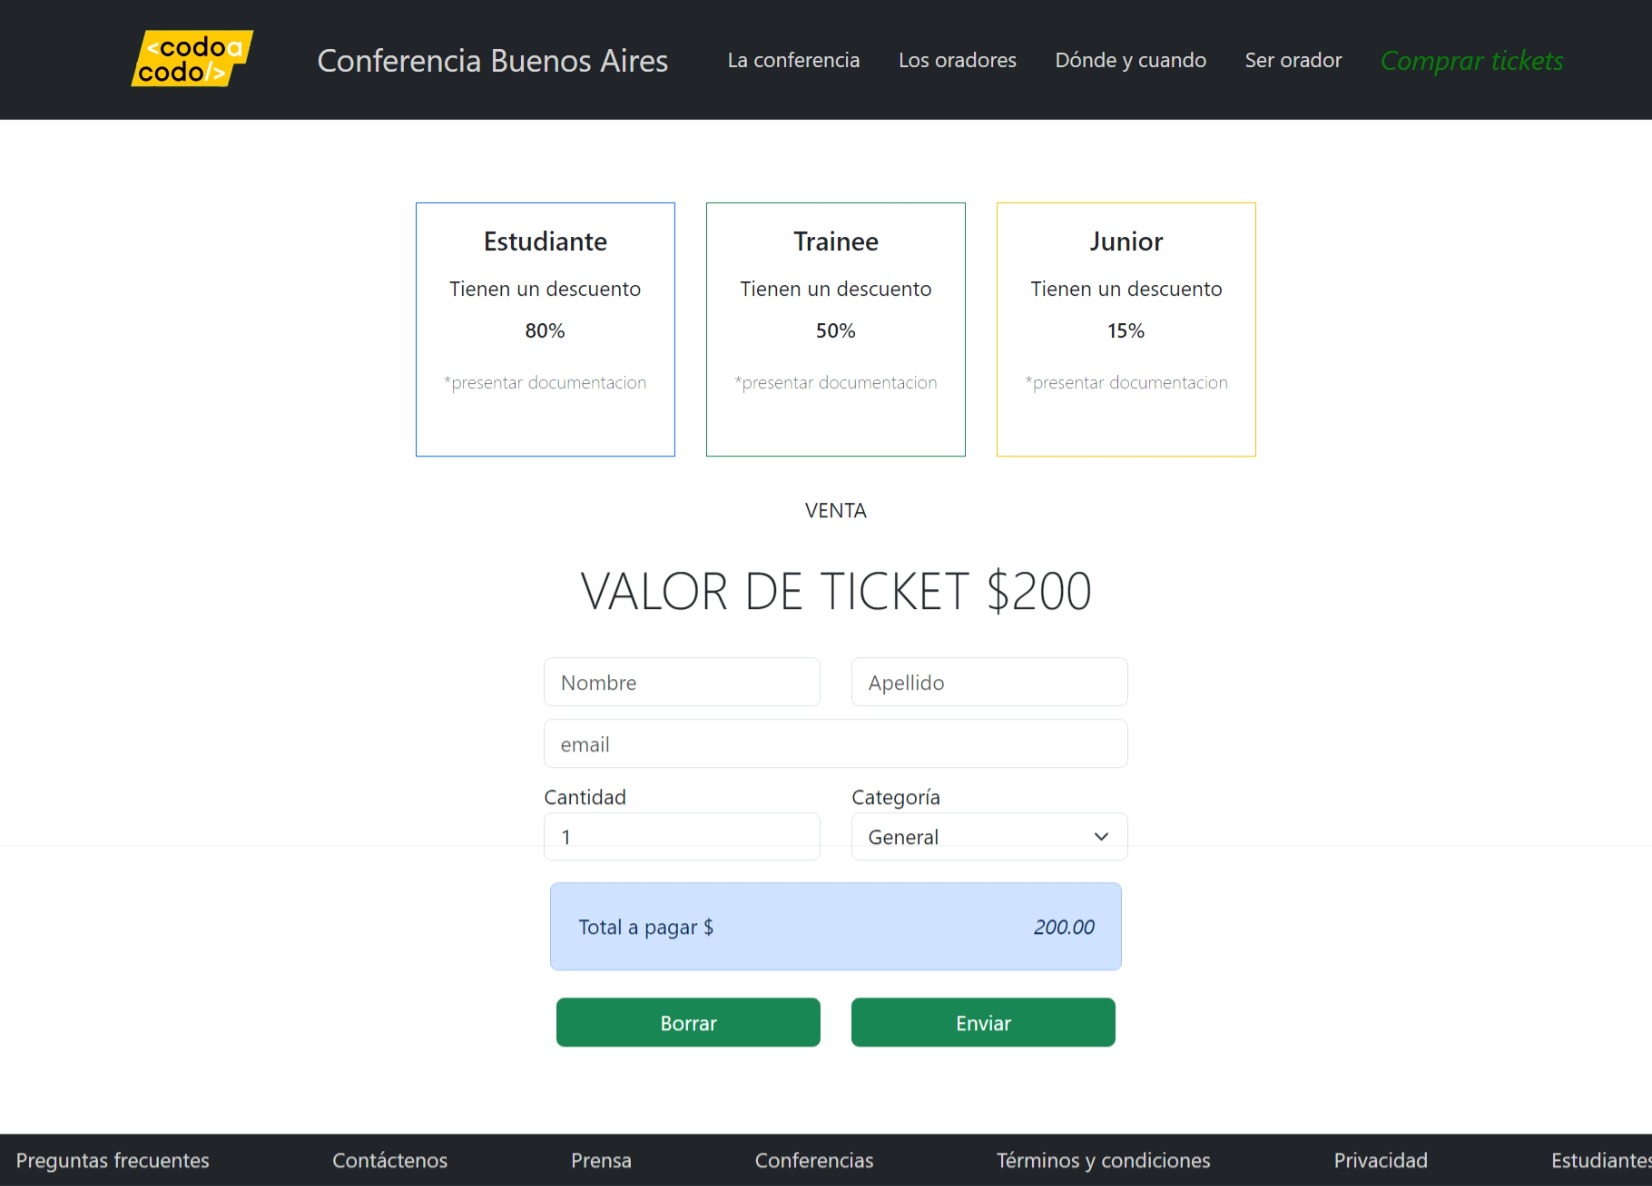 <codoa
codo/>
Conferencia Buenos Aires
La conferencia
Los oradores
Dónde y cuando
Ser orador
Comprar tickets
Estudiante
Tienen un descuento
80%
*presentar documentacion
Trainee
Tienen un descuento
50%
*presentar documentacion
Junior
Tienen un descuento
15%
*presentar documentacion
VENTA
VALOR DE TICKET $200
Nombre
Apellido
email
Cantidad
Categoría
1
General
Total a pagar $
200.00
Borrar
Enviar
Preguntas frecuentes
Contáctenos
Prensa
Conferencias
Términos y condiciones
Privacidad
Estudiantes